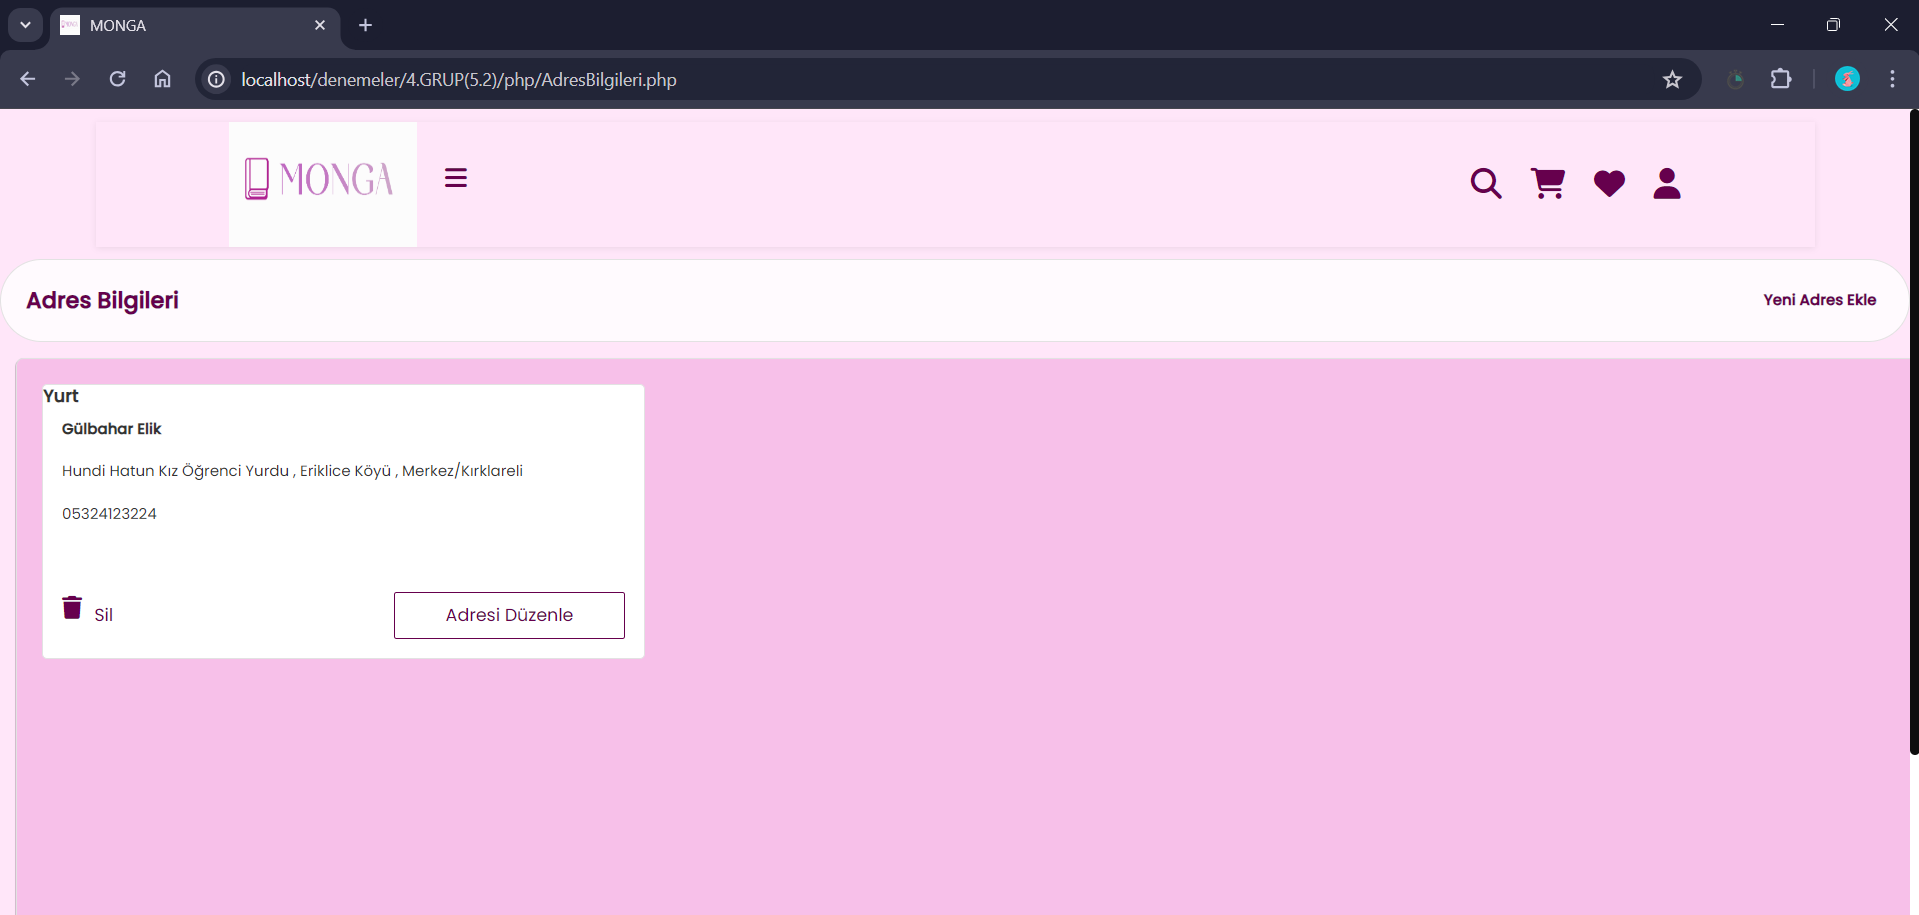 MONGA
localhost/denemeler/4.GRUP(5.2)/php/AdresBilgileri.php
MONGA
Adres Bilgileri
Yeni Adres Ekle
Yurt
Gülbahar Elik
Hundi Hatun Kız Öğrenci Yurdu , Eriklice Köyü , Merkez/Kırklareli
05324123224
Sil
Adresi Düzenle